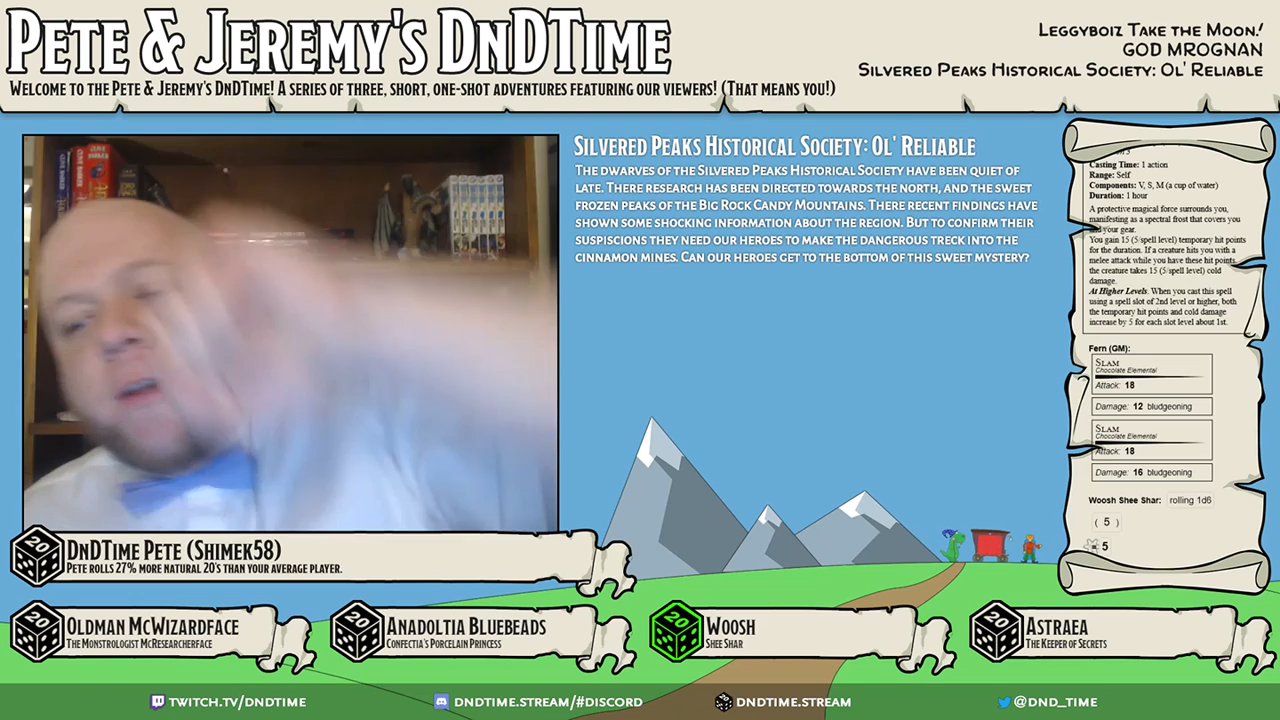 PETE & JEREMY'S DNDTIME
WELCOME TO THE PETE & JEREMY'S DNDTIME! A SERIES OF THREE, SHORT, ONE-SHOT ADVENTURES FEATURING OUR VIEWERS! (THAT MEANS YOU!)
LEGGYBOIZ TAKE THE MOON!
GOD MROGNAN
SILVERED PEAKS HISTORICAL SOCIETY: OL' RELIABLE
SILVERED PEAKS HISTORICAL SOCIETY: OL' RELIABLE
THE DWARVES OF THE SILVERED PEAKS HISTORICAL SOCIETY HAVE BEEN QUIET OF
LATE. THERE RESEARCH HAS BEEN DIRECTED TOWARDS THE NORTH, AND THE SWEET
FROZEN PEAKS OF THE BIG ROCK CANDY MOUNTAINS. THERE RECENT FINDINGS HAVE
SHOWN SOME SHOCKING INFORMATION ABOUT THE REGION. BUT TO CONFIRM THEIR
SUSPISCIONS THEY NEED OUR HEROES TO MAKE THE DANGEROUS TRECK INTO THE
CINNAMON MINES. CAN OUR HEROES GET TO THE BOTTOM OF THIS SWEET MYSTERY?
Casting Time: 1 action
Range: Self
Components: V, S, M (a cup of water)
Duration: 1 hour
A protective magical force surrounds you,
manifesting as a spectral frost that covers you
and your gear.
You gain 15 (5/spell level) temporary hit points
for the duration. If a creature hits you with a
melee attack while you have these hit points,
the creature takes 15 (5/spell level) cold
damage.
At Higher Levels. When you cast this spell
using a spell slot of 2nd level or higher, both
the temporary hit points and cold damage
increase by 5 for each slot level about 1st.
Fern (GM):
SLAM
Chocolate Elemental
Attack: 18
Damage: 12 bludgeoning
SLAM
Chocolate Elemental
Attack: 18
Damage: 16 bludgeoning
Woosh Shee Shar: rolling 1d6
( 5 )
5
20
DNDTIME PETE (SHIMEK58)
PETE ROLLS 27% MORE NATURAL 20'S THAN YOUR AVERAGE PLAYER.
20
OLDMAN MCWIZARDFACE
THE MONSTROLOGIST MCRESEARCHERFACE
20
ANADOLTIA BLUEBEADS
CONFECTIA'S PORCELAIN PRINCESS
20
WOOSH
SHEE SHAR
20
ASTRAEA
THE KEEPER OF SECRETS
TWITCH.TV/DNDTIME
DNDTIME.STREAM/#DISCORD
DNDTIME.STREAM
@DND_TIME